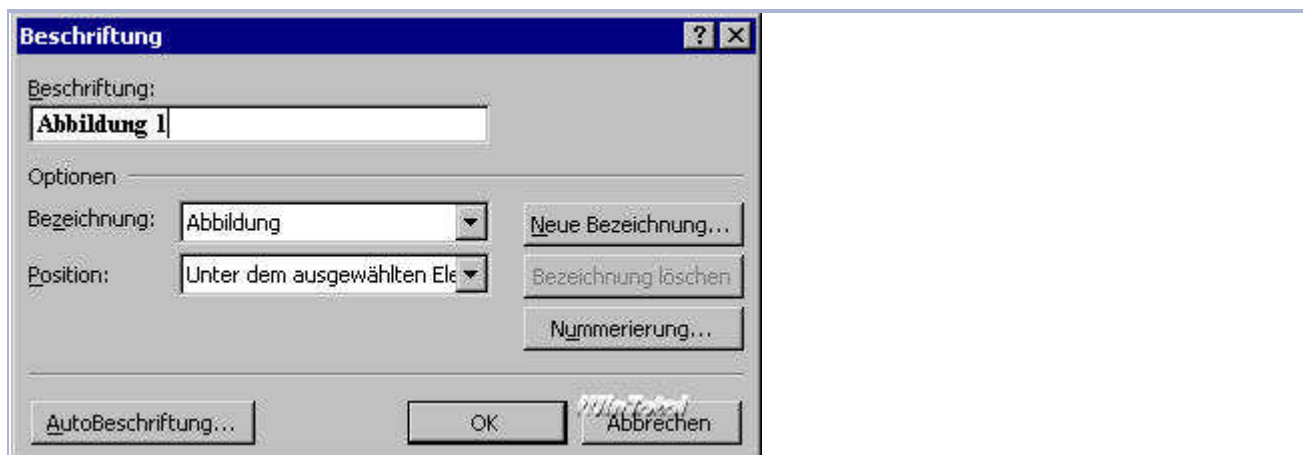 Beschriftung
Beschriftung:
Abbildung 1
Optionen
Bezeichnung: Abbildung Neue Bezeichnung...
Position: Unter dem ausgewählten Ele Bezeichnung löschen
Nummerierung...
WinTotal
AutoBeschriftung... OK Abbrechen